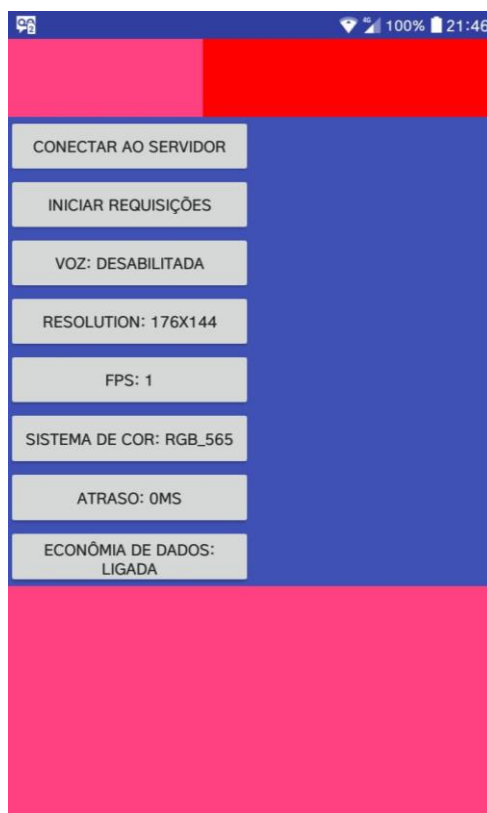 4G 100% 21:46
CONECTAR AO SERVIDOR
INICIAR REQUISIÇÕES
VOZ: DESABILITADA
RESOLUTION: 176X144
FPS: 1
SISTEMA DE COR: RGB_565
ATRASO: 0MS
ECONÔMIA DE DADOS:
LIGADA